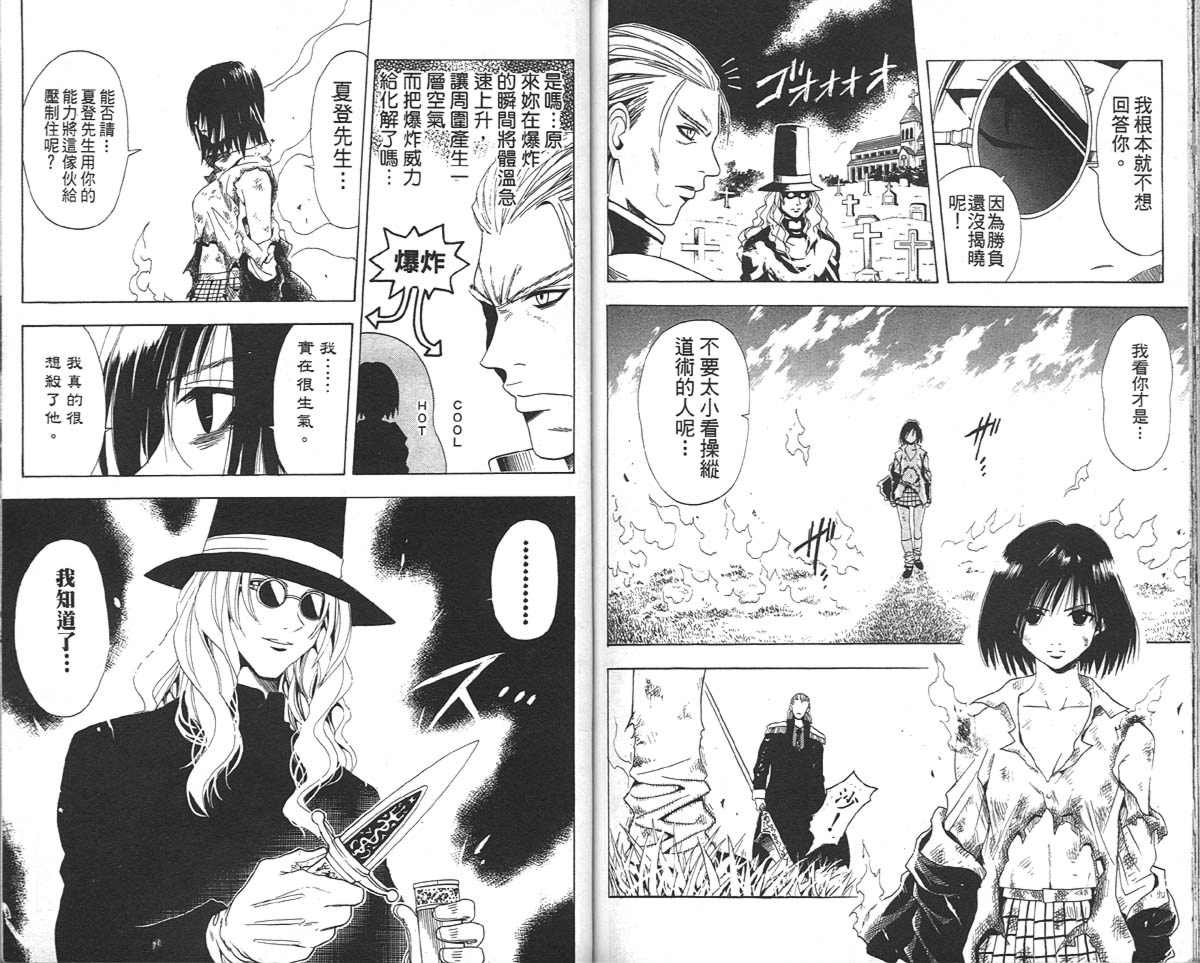 我根本就不想
回答你。
因為勝負
還沒揭曉
呢！
ゴオオオオ
我看你才是…
不要太小看操縱
道術的人呢…
ザ…
ザ…
沙！
是嗎…原
來妳在爆炸
的瞬間將體溫急
速上升，
讓周圍產生一
層空氣
而把爆炸威力
給化解了嗎…
爆炸
COOL
HOT
夏登先生…
能否請…
夏登先生用你的
能力將這傢伙給
壓制住呢？
我……
實在很生氣。
我真的很
想殺了他。
…………
我知道了…
ス…